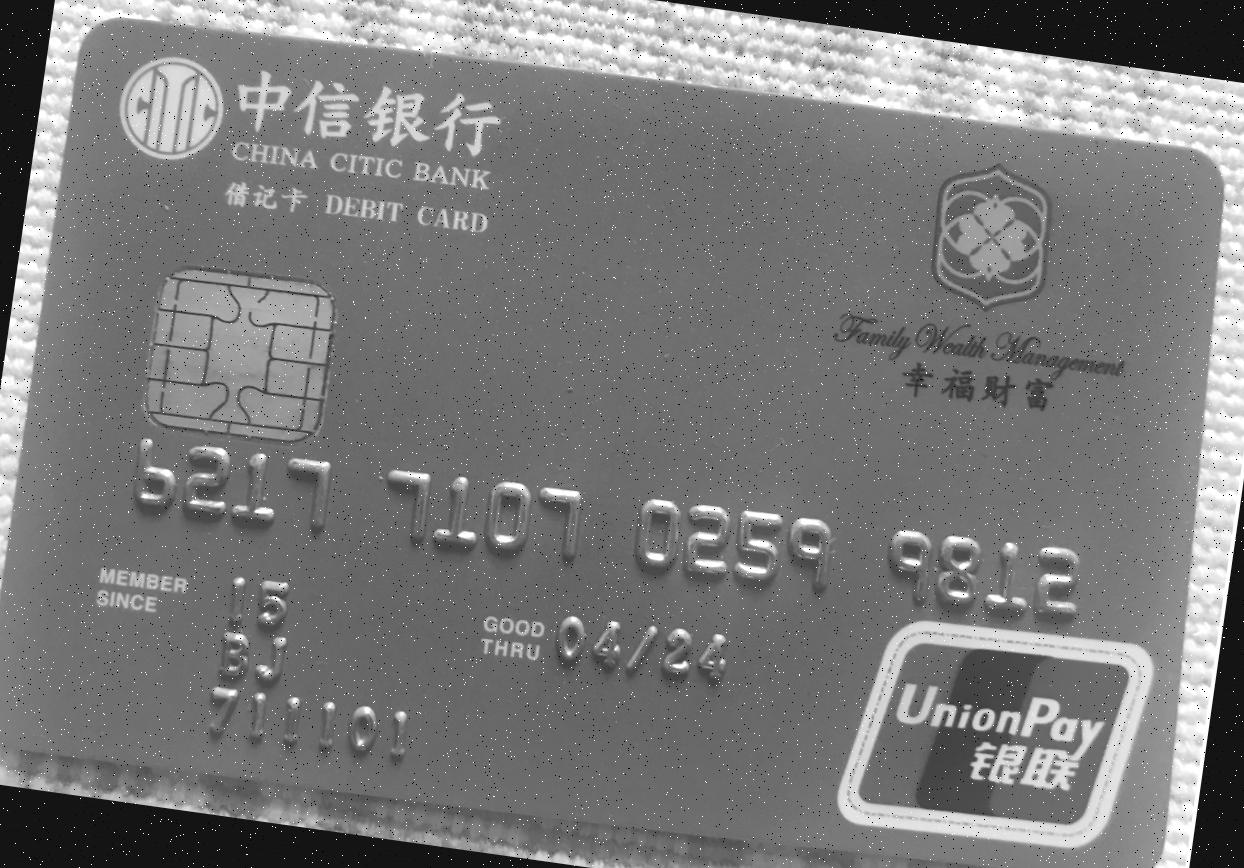 中信银行
CHINA CITIC BANK
借记卡 DEBIT CARD
Family Wealth Management
幸福財富
6217 7107 0259 9812
MEMBER SINCE 15
BJ
GOOD THRU 04/24
711101
UnionPay
银联